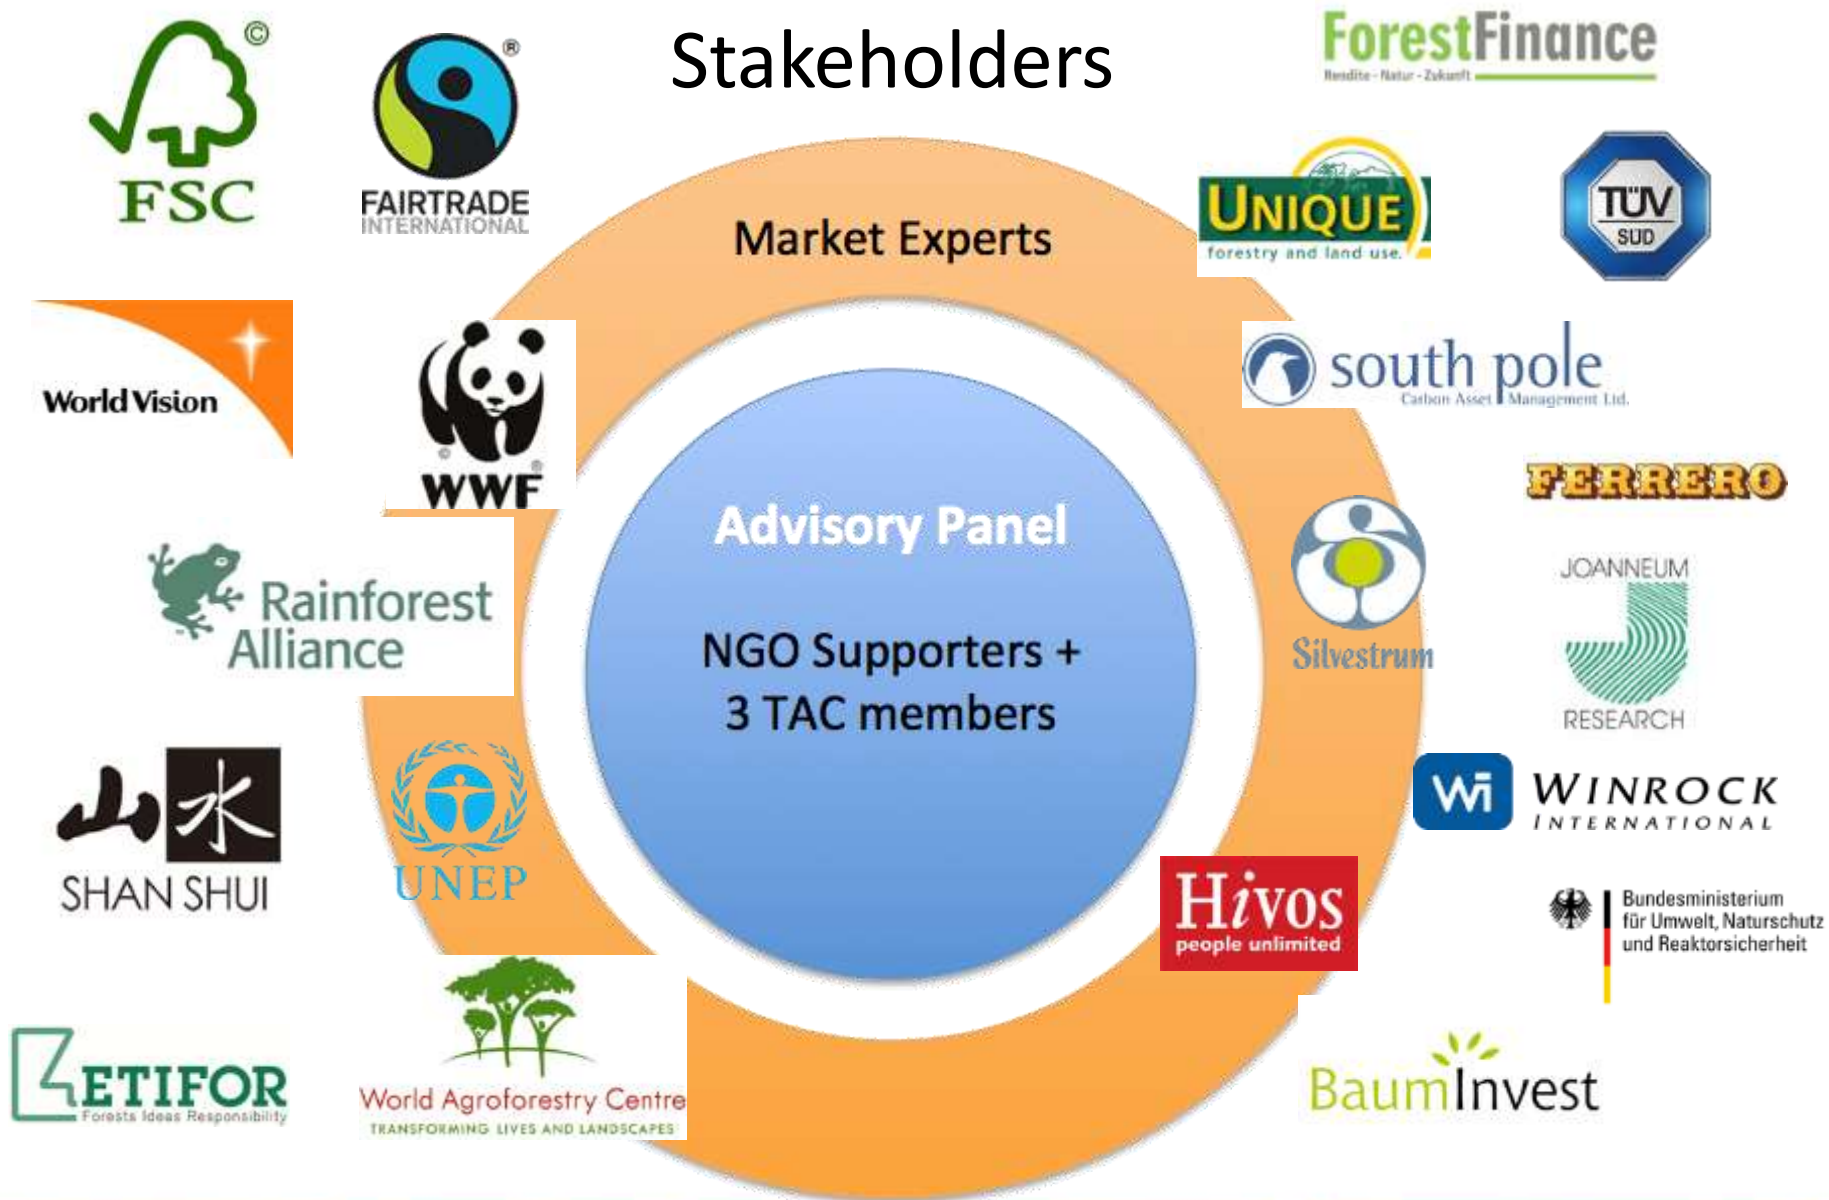 Stakeholders
©
FSC
®
FAIRTRADE
INTERNATIONAL
ForestFinance
Rendite - Natur - Zukunft
UNIQUE
forestry and land use.
TÜV
SÜD
Market Experts
World Vision
©
®
WWF
south pole
Carbon Asset Management Ltd.
FERRERO
Advisory Panel
NGO Supporters +
3 TAC members
Rainforest
Alliance
Silvestrum
JOANNEUM
RESEARCH
山水
SHAN SHUI
UNEP
Wi
WINROCK
INTERNATIONAL
Hivos
people unlimited
Bundesministerium
für Umwelt, Naturschutz
und Reaktorsicherheit
ETIFOR
Forests Ideas Responsibility
World Agroforestry Centre
TRANSFORMING LIVES AND LANDSCAPES
BaumInvest